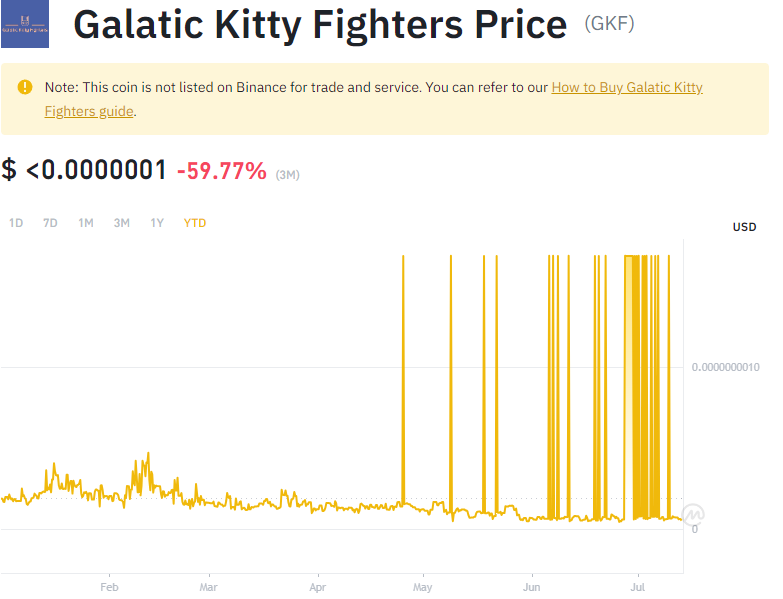 Galatic Kitty Fighters Price (GKF)
Note: This coin is not listed on Binance for trade and service. You can refer to our How to Buy Galatic Kitty
Fighters guide.
$ <0.0000001 -59.77% (3M)
1D 7D 1M 3M 1Y YTD
USD
0.0000000010
0
Feb Mar Apr May Jun Jul